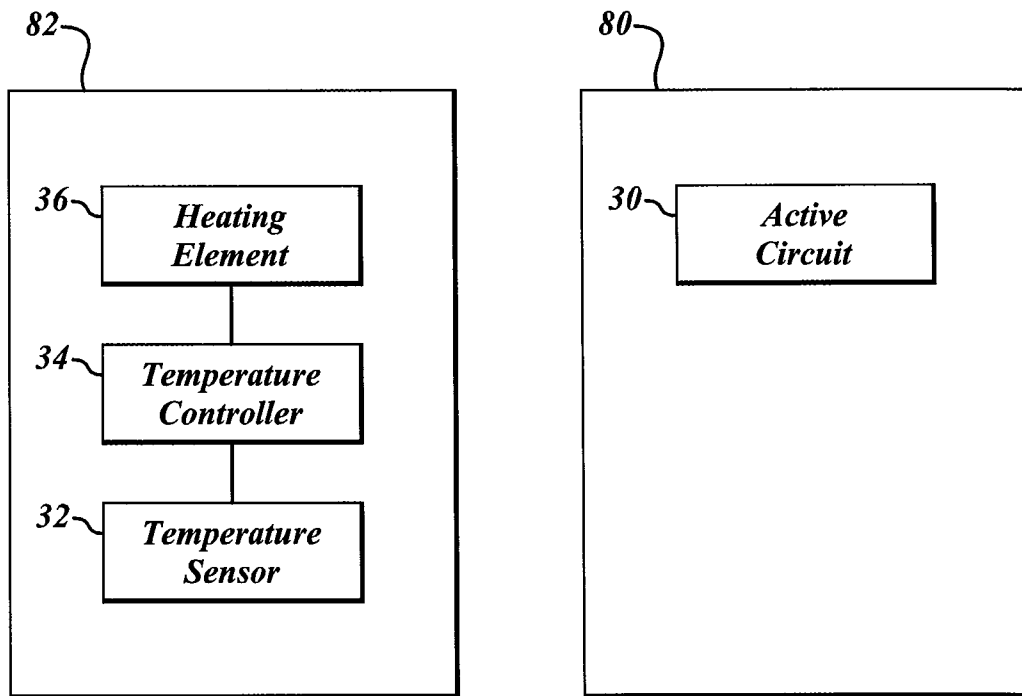 82
80
36
Heating
Element
30
Active
Circuit
34
Temperature
Controller
32
Temperature
Sensor